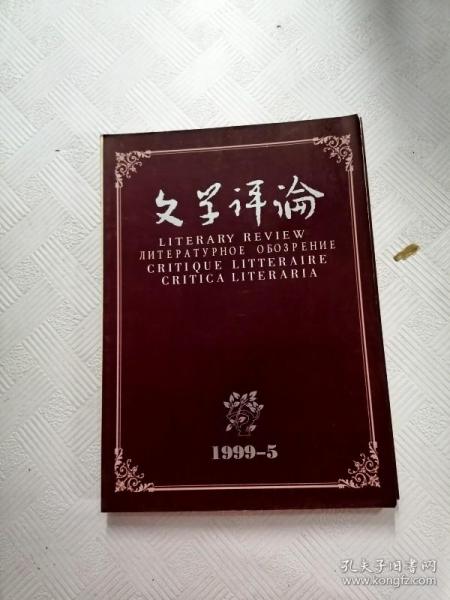 文学评论
LITERARY REVIEW
ЛИТЕРАТУРНОЕ ОБОЗРЕНИЕ
CRITIQUE LITTERAIRE
CRITICA LITERARIA
1999-5
孔夫子旧书网
www.kongfz.com